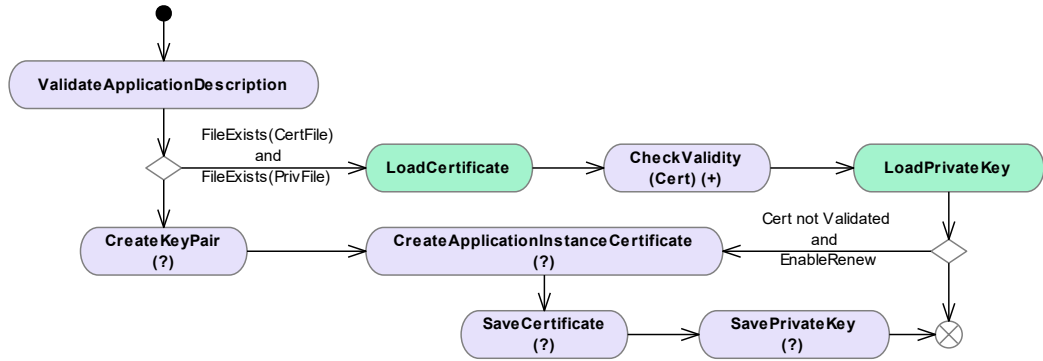 ValidateApplicationDescription
FileExists(CertFile)
and
FileExists(PrivFile)
LoadCertificate
CheckValidity
(Cert) (+)
LoadPrivateKey
Cert not Validated
and
EnableRenew
CreateKeyPair
(?)
CreateApplicationInstanceCertificate
(?)
SaveCertificate
(?)
SavePrivateKey
(?)